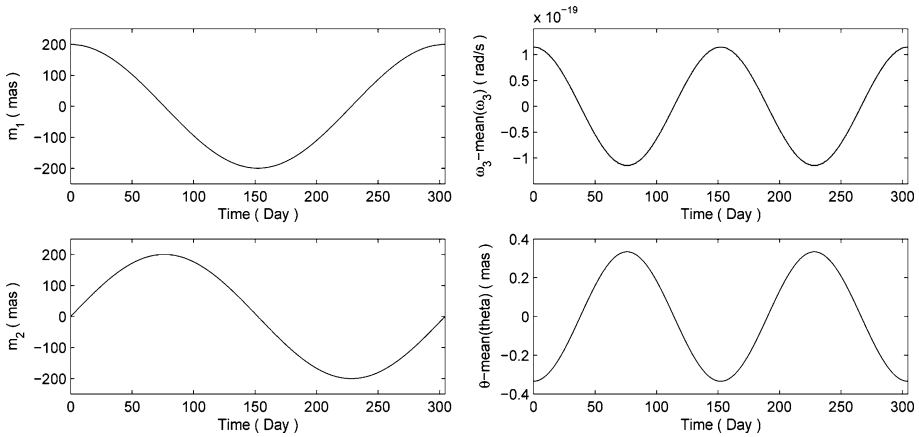 200
100
0
−100
−200
m₁ ( mas )
0 50 100 150 200 250 300
Time ( Day )
x 10⁻¹⁹
1
0.5
0
−0.5
−1
ω₃−mean(ω₃) ( rad/s )
0 50 100 150 200 250 300
Time ( Day )
200
100
0
−100
−200
m₂ ( mas )
0 50 100 150 200 250 300
Time ( Day )
0.4
0.2
0
−0.2
−0.4
θ−mean(theta) ( mas )
0 50 100 150 200 250 300
Time ( Day )